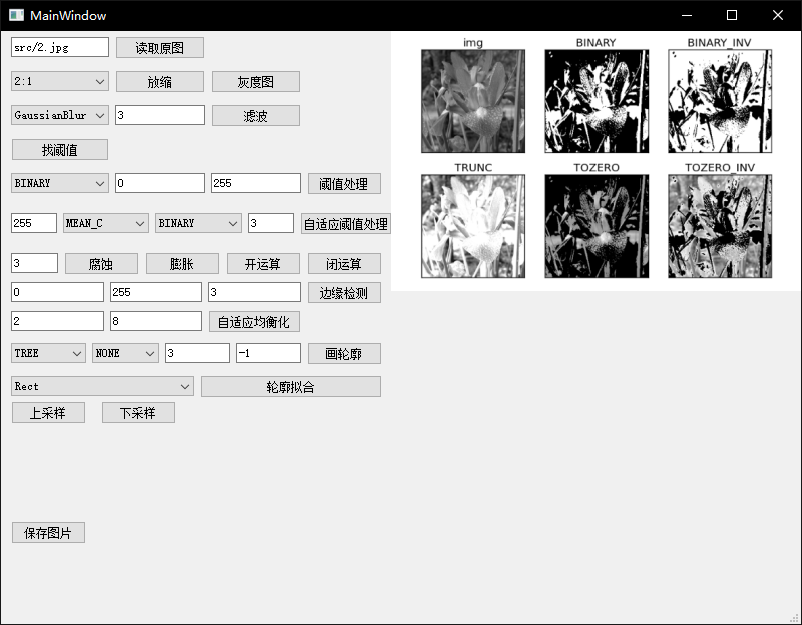 MainWindow
src/2.jpg 读取原图
2:1 放缩 灰度图
GaussianBlur 3 滤波
找阈值
BINARY 0 255 阈值处理
255 MEAN_C BINARY 3 自适应阈值处理
3 腐蚀 膨胀 开运算 闭运算
0 255 3 边缘检测
2 8 自适应均衡化
TREE NONE 3 -1 画轮廓
Rect 轮廓拟合
上采样 下采样
保存图片
img BINARY BINARY_INV
TRUNC TOZERO TOZERO_INV